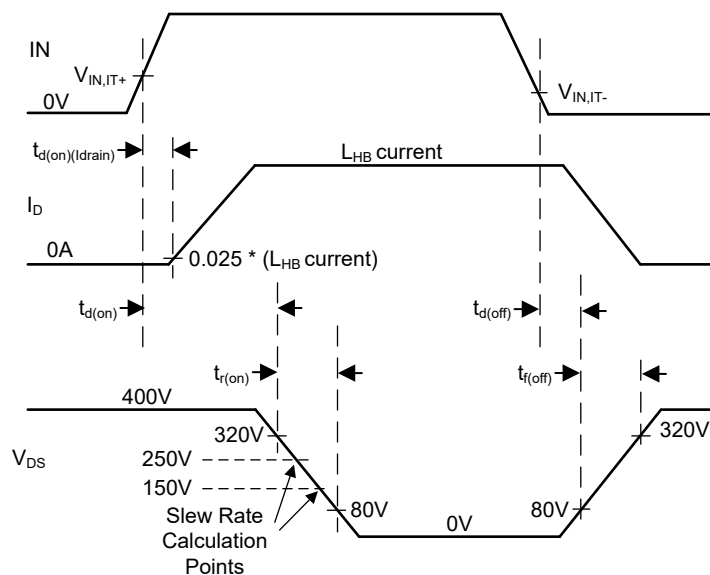 IN
V_IN,IT+
0V
V_IN,IT-
t_d(on)(Idrain)
L_HB current
I_D
0A
0.025 * (L_HB current)
t_d(on)
t_d(off)
t_r(on)
t_f(off)
400V
320V
320V
V_DS
250V
150V
80V
0V
80V
Slew Rate
Calculation
Points